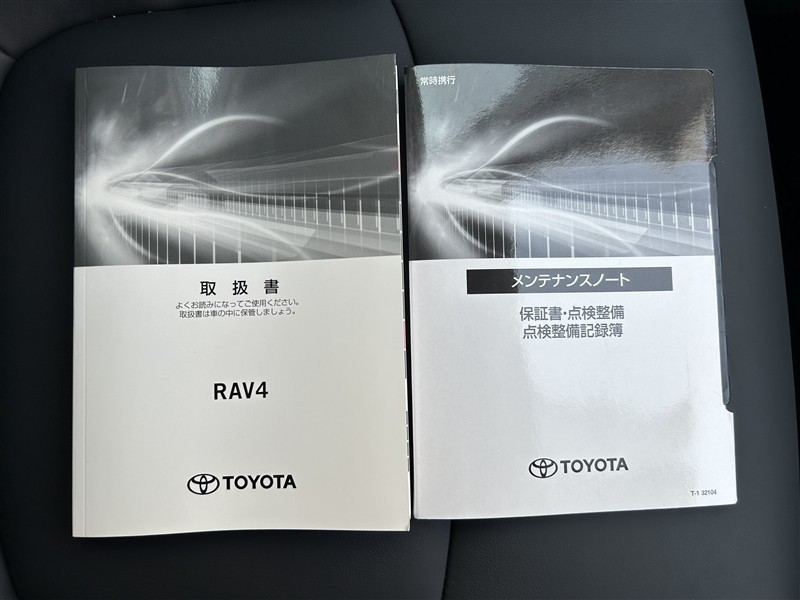 取扱書
よくお読みになってご使用ください。
取扱書は車の中に保管しましょう。
RAV4
TOYOTA
常時携行
メンテナンスノート
保証書・点検整備
点検整備記録簿
TOYOTA
T-1 32104